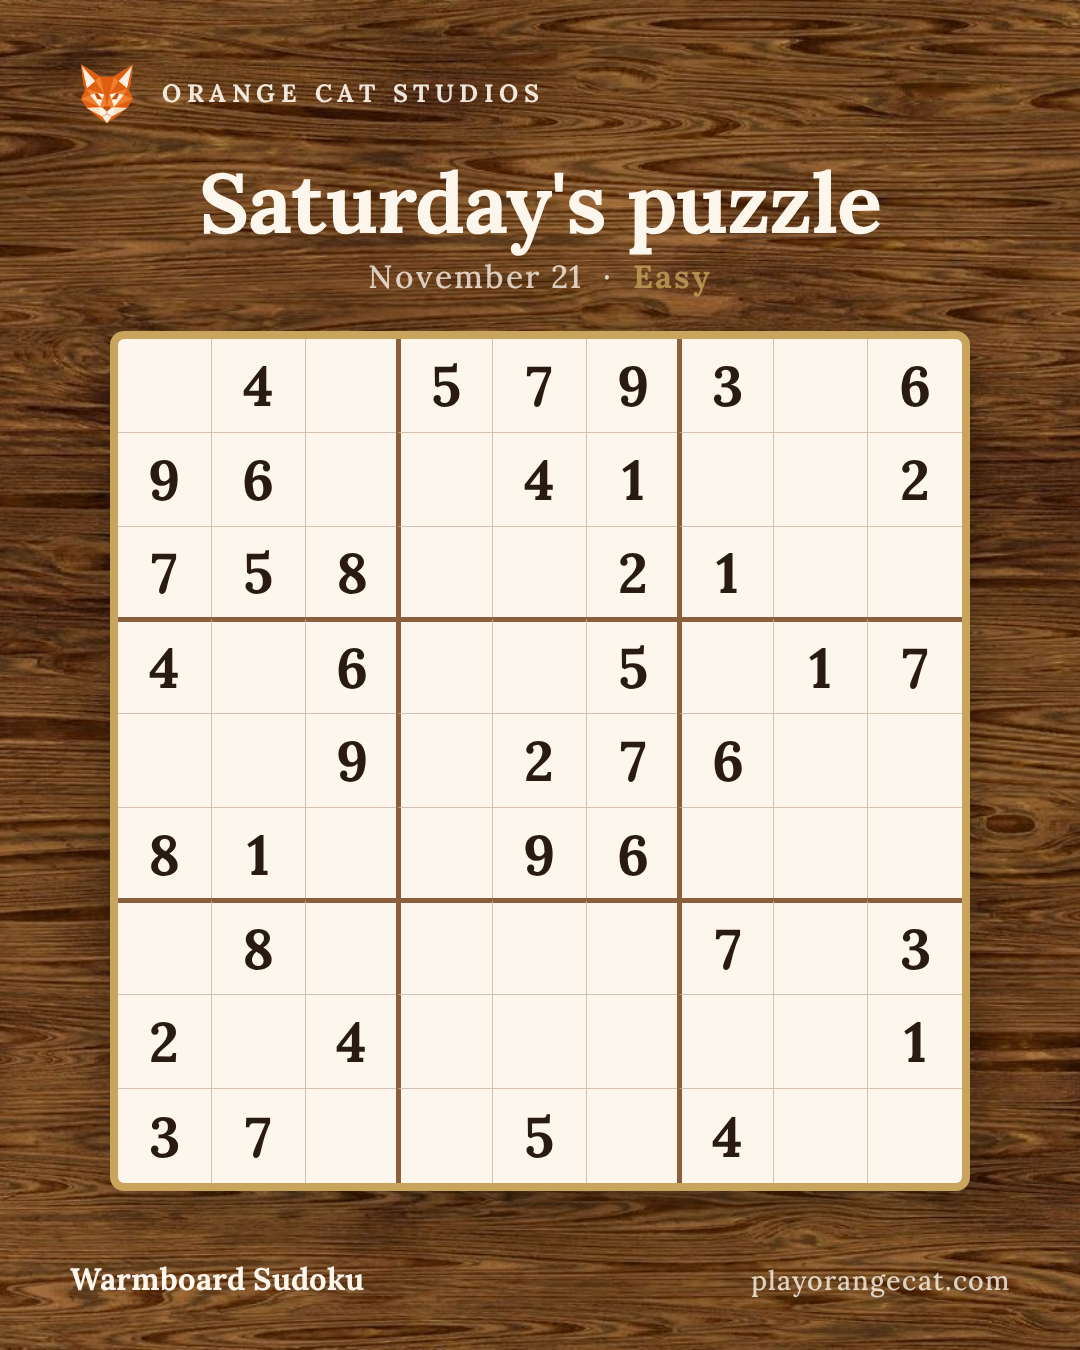 ORANGE CAT STUDIOS
Saturday's puzzle
November 21 · Easy
4 5 7 9 3 6
9 6 4 1 2
7 5 8 2 1
4 6 5 1 7
9 2 7 6
8 1 9 6
8 7 3
2 4 1
3 7 5 4
Warmboard Sudoku
playorangecat.com